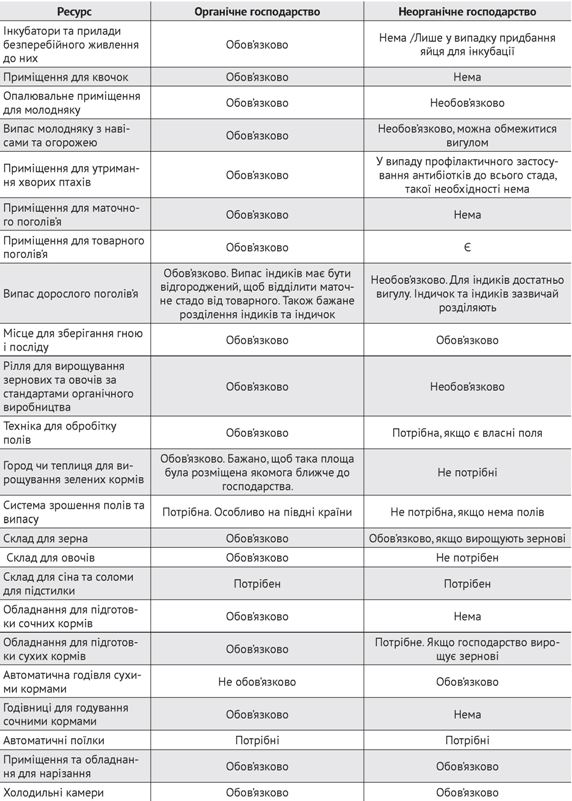 Ресурс
Органічне господарство
Неорганічне господарство
Інкубатори та прилади
безперебійного живлення
до них
Обов'язково
Нема /Лише у випадку придбання
яйця для інкубації
Приміщення для квочок
Обов'язково
Нема
Опалювальне приміщення
для молодняку
Обов'язково
Необов'язково
Випас молодняку з наві-
сами та огорожею
Обов'язково
Необов'язково, можна обмежитися
вигулом
Приміщення для утриман-
ня хворих птахів
Обов'язково
У випаду профілактичного застосу-
вання антибіотків до всього стада,
такої необхідності нема
Приміщення для маточно-
го поголів'я
Обов'язково
Нема
Приміщення для товарного
поголів'я
Обов'язково
Є
Випас дорослого поголів'я
Обов'язково. Випас індиків має бути
відгороджений, щоб відділити маточ-
не стадо від товарного. Також бажане
розділення індиків та індичок
Необов'язково. Для індиків достатньо
вигулу. Індичок та індиків зазвичай
розділяють
Місце для зберігання гною
і посліду
Обов'язково
Обов'язково
Рілля для вирощування
зернових та овочів за
стандартами органічного
виробництва
Обов'язково
Необов'язково
Техніка для обробітку
полів
Обов'язково
Потрібна, якщо є власні поля
Город чи теплиця для ви-
рощування зелених кормів
Обов'язково. Бажано, щоб така площа
була розміщена якомога ближче до
господарства.
Не потрібні
Система зрошення полів та
випасу
Потрібна. Особливо на півдні країни
Не потрібна, якщо нема полів
Склад для зерна
Обов'язково
Обов'язково, якщо вирощують зернові
Склад для овочів
Обов'язково
Не потрібен
Склад для сіна та соломи
для підстилки
Потрібен
Потрібен
Обладнання для підготов-
ки сочних кормів
Обов'язково
Нема
Обладнання для підготов-
ки сухих кормів
Обов'язково
Потрібне. Якщо господарство виро-
щує зернові
Автоматична годівля сухи-
ми кормами
Не обов'язково
Обов'язково
Годівниці для годування
сочними кормами
Обов'язково
Нема
Автоматичні поїлки
Потрібні
Потрібні
Приміщення та обладнан-
ня для нарізання
Обов'язково
Обов'язково
Холодильні камери
Обов'язково
Обов'язково